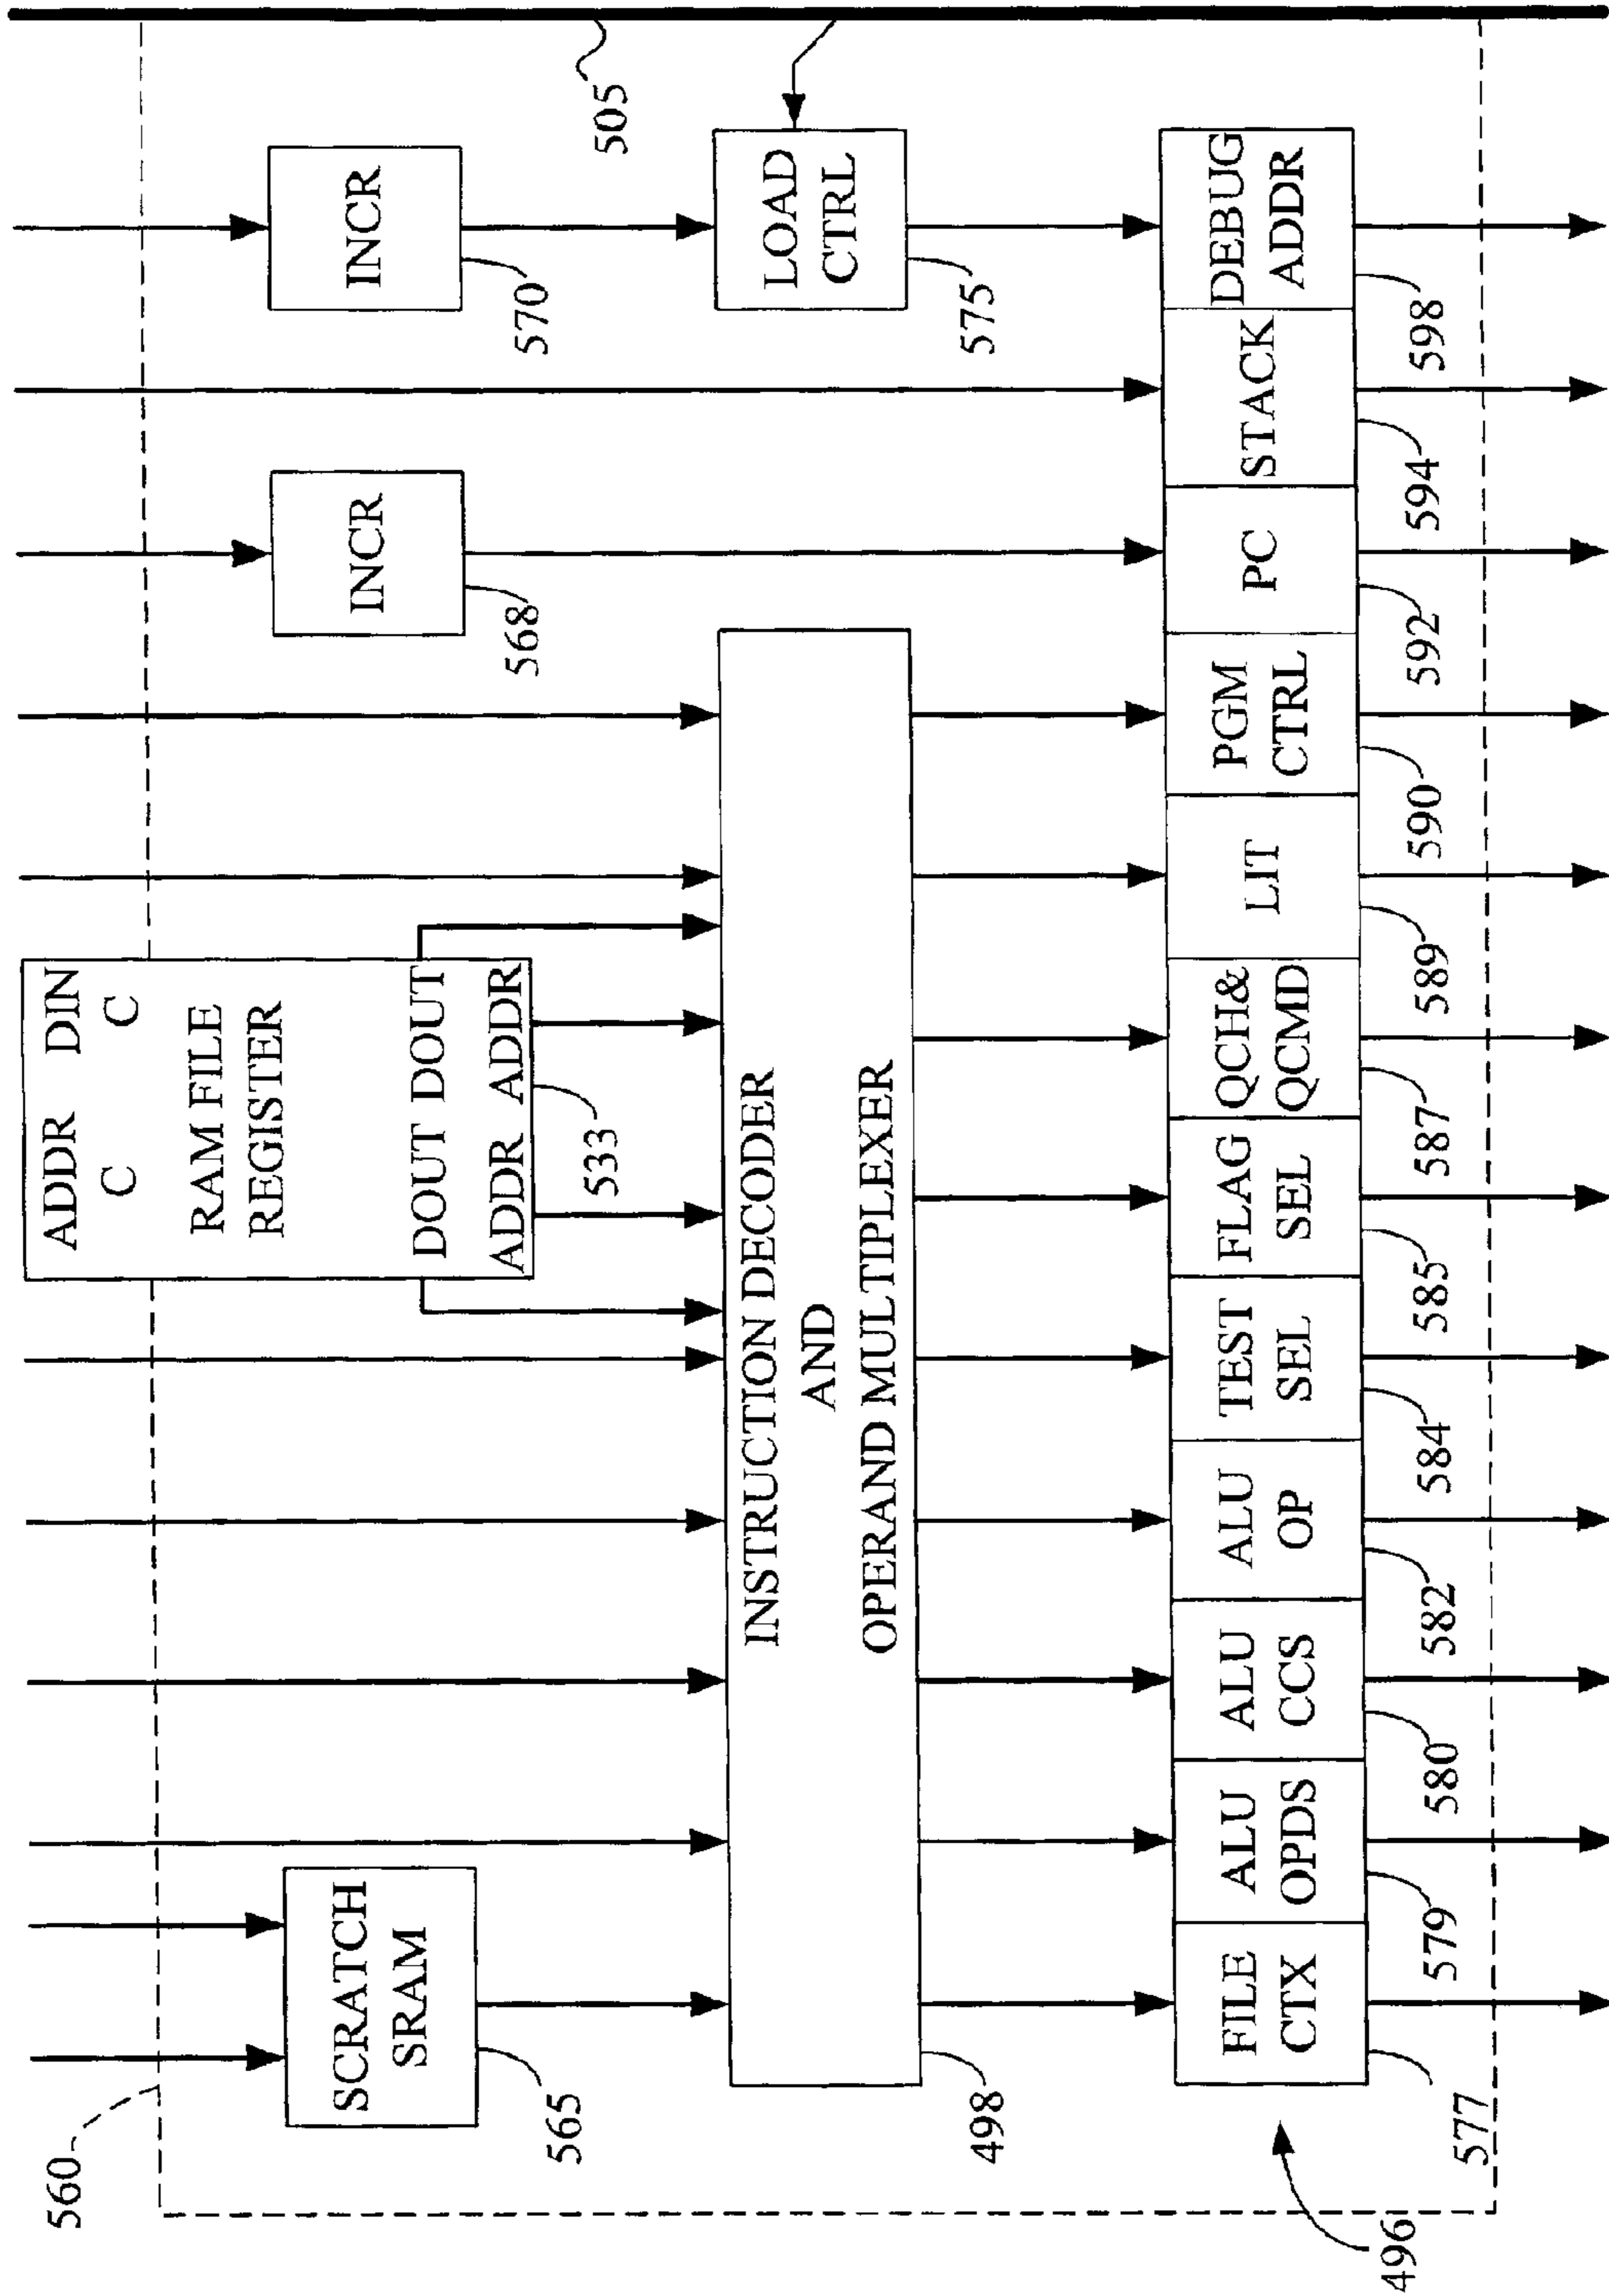 560
SCRATCH
SRAM
565
ADDR DIN
C C
RAM FILE
REGISTER
DOUT DOUT
ADDR ADDR
533
INCR
568
INCR
570
505
LOAD
CTRL
575
INSTRUCTION DECODER
AND
OPERAND MULTIPLEXER
498
496
FILE
CTX
577
ALU
OPDS
579
ALU
CCS
580
ALU
OP
582
TEST
SEL
584
FLAG
SEL
585
QCH&
QCMD
587
LIT
589
PGM
CTRL
590
PC
592
STACK
594
DEBUG
ADDR
598